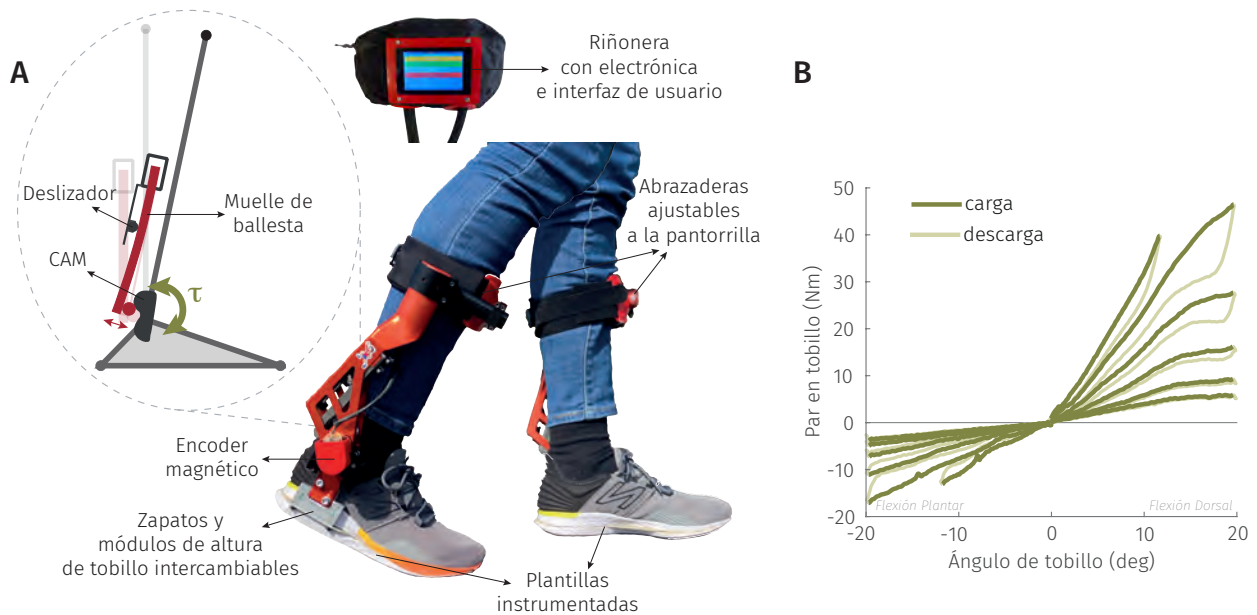 A
Riñonera
con electrónica
e interfaz de usuario
Deslizador
Muelle de
ballesta
CAM
τ
Abrazaderas
ajustables
a la pantorrilla
Encoder
magnético
Zapatos y
módulos de altura
de tobillo intercambiables
Plantillas
instrumentadas
B
50
40
30
20
10
0
-10
-20
Par en tobillo (Nm)
carga
descarga
Flexión Plantar
Flexión Dorsal
-20
-10
0
10
20
Ángulo de tobillo (deg)